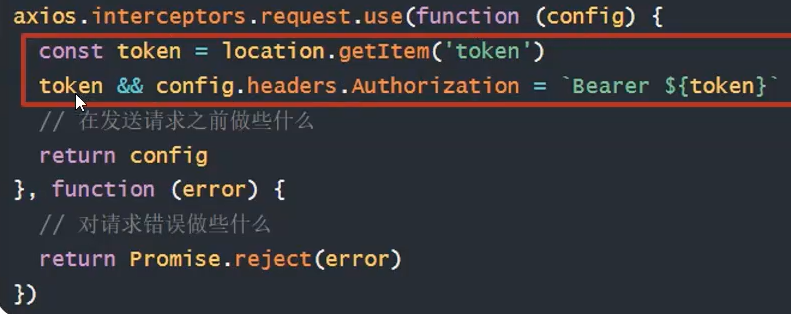 axios.interceptors.request.use(function (config) {
  const token = location.getItem('token')
  token && config.headers.Authorization = `Bearer ${token}`
  // 在发送请求之前做些什么
  return config
}, function (error) {
  // 对请求错误做些什么
  return Promise.reject(error)
})